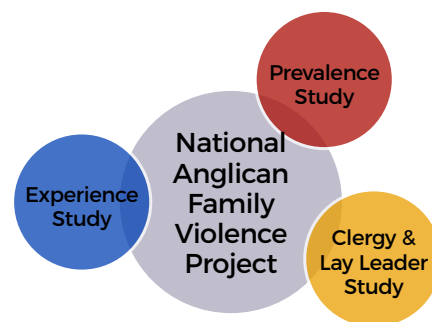 Prevalence
Study
National
Anglican
Family
Violence
Project
Experience
Study
Clergy &
Lay Leader
Study